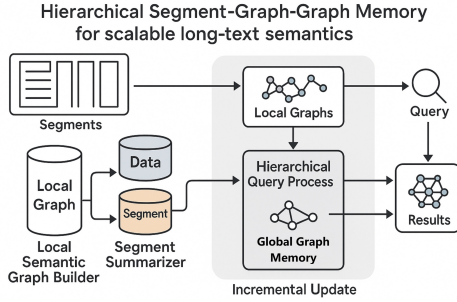 Hierarchical Segment-Graph-Graph Memory
for scalable long-text semantics
Segments
Local Graphs
Query
Local
Graph
Data
Segment
Local
Semantic
Graph Builder
Segment
Summarizer
Hierarchical
Query Process
Global Graph
Memory
Results
Incremental Update